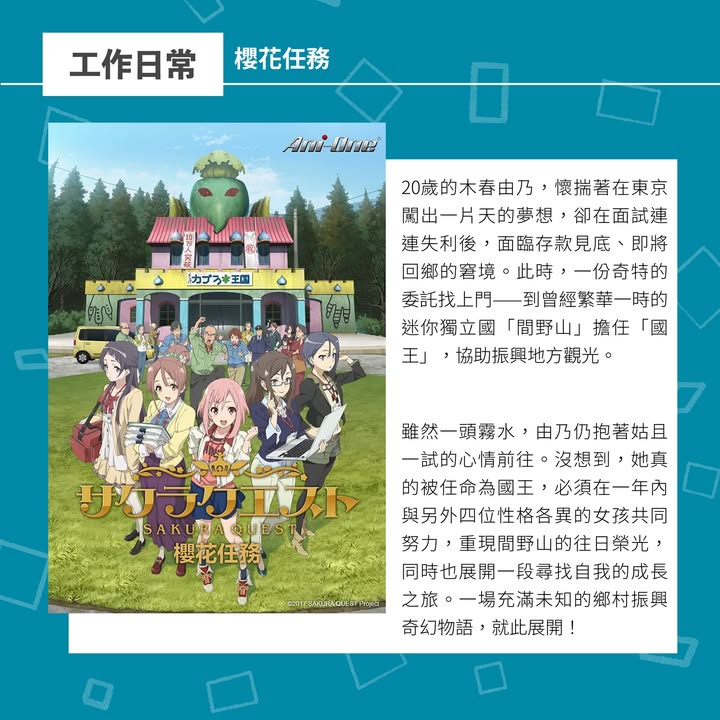 工作日常
櫻花任務
Ani-One
10万人突破
カブラ王国
サクラクエスト
SAKURA QUEST
櫻花任務
©2017 SAKURA QUEST Project
20歲的木春由乃，懷揣著在東京
闖出一片天的夢想，卻在面試連
連失利後，面臨存款見底、即將
回鄉的窘境。此時，一份奇特的
委託找上門——到曾經繁華一時的
迷你獨立國「間野山」擔任「國
王」，協助振興地方觀光。
雖然一頭霧水，由乃仍抱著姑且
一試的心情前往。沒想到，她真
的被任命為國王，必須在一年內
與另外四位性格各異的女孩共同
努力，重現間野山的往日榮光，
同時也展開一段尋找自我的成長
之旅。一場充滿未知的鄉村振興
奇幻物語，就此展開！